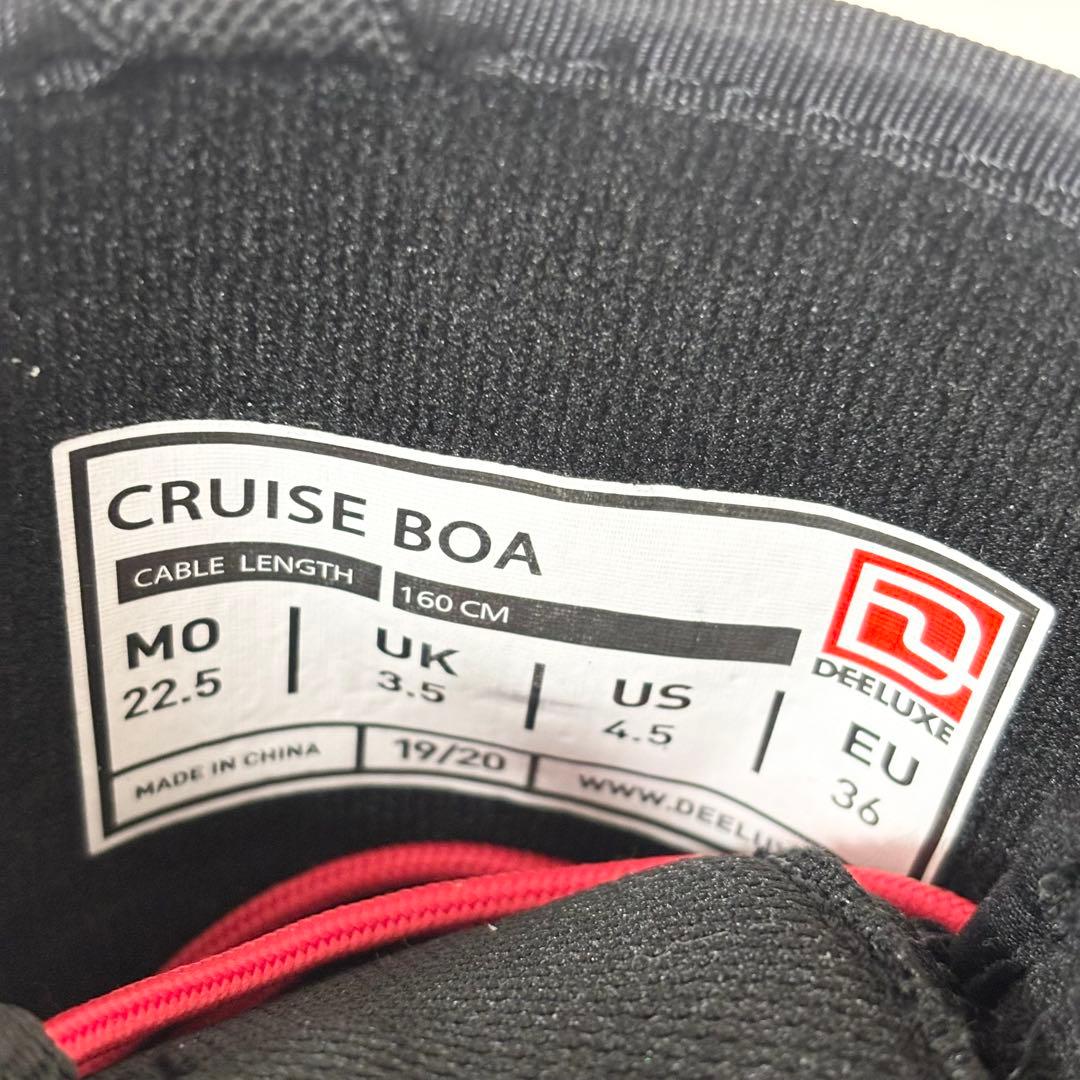 CRUISE BOA
CABLE LENGTH 160 CM
MO UK US EU
22.5 3.5 4.5 36
DEELUXE
MADE IN CHINA 19/20